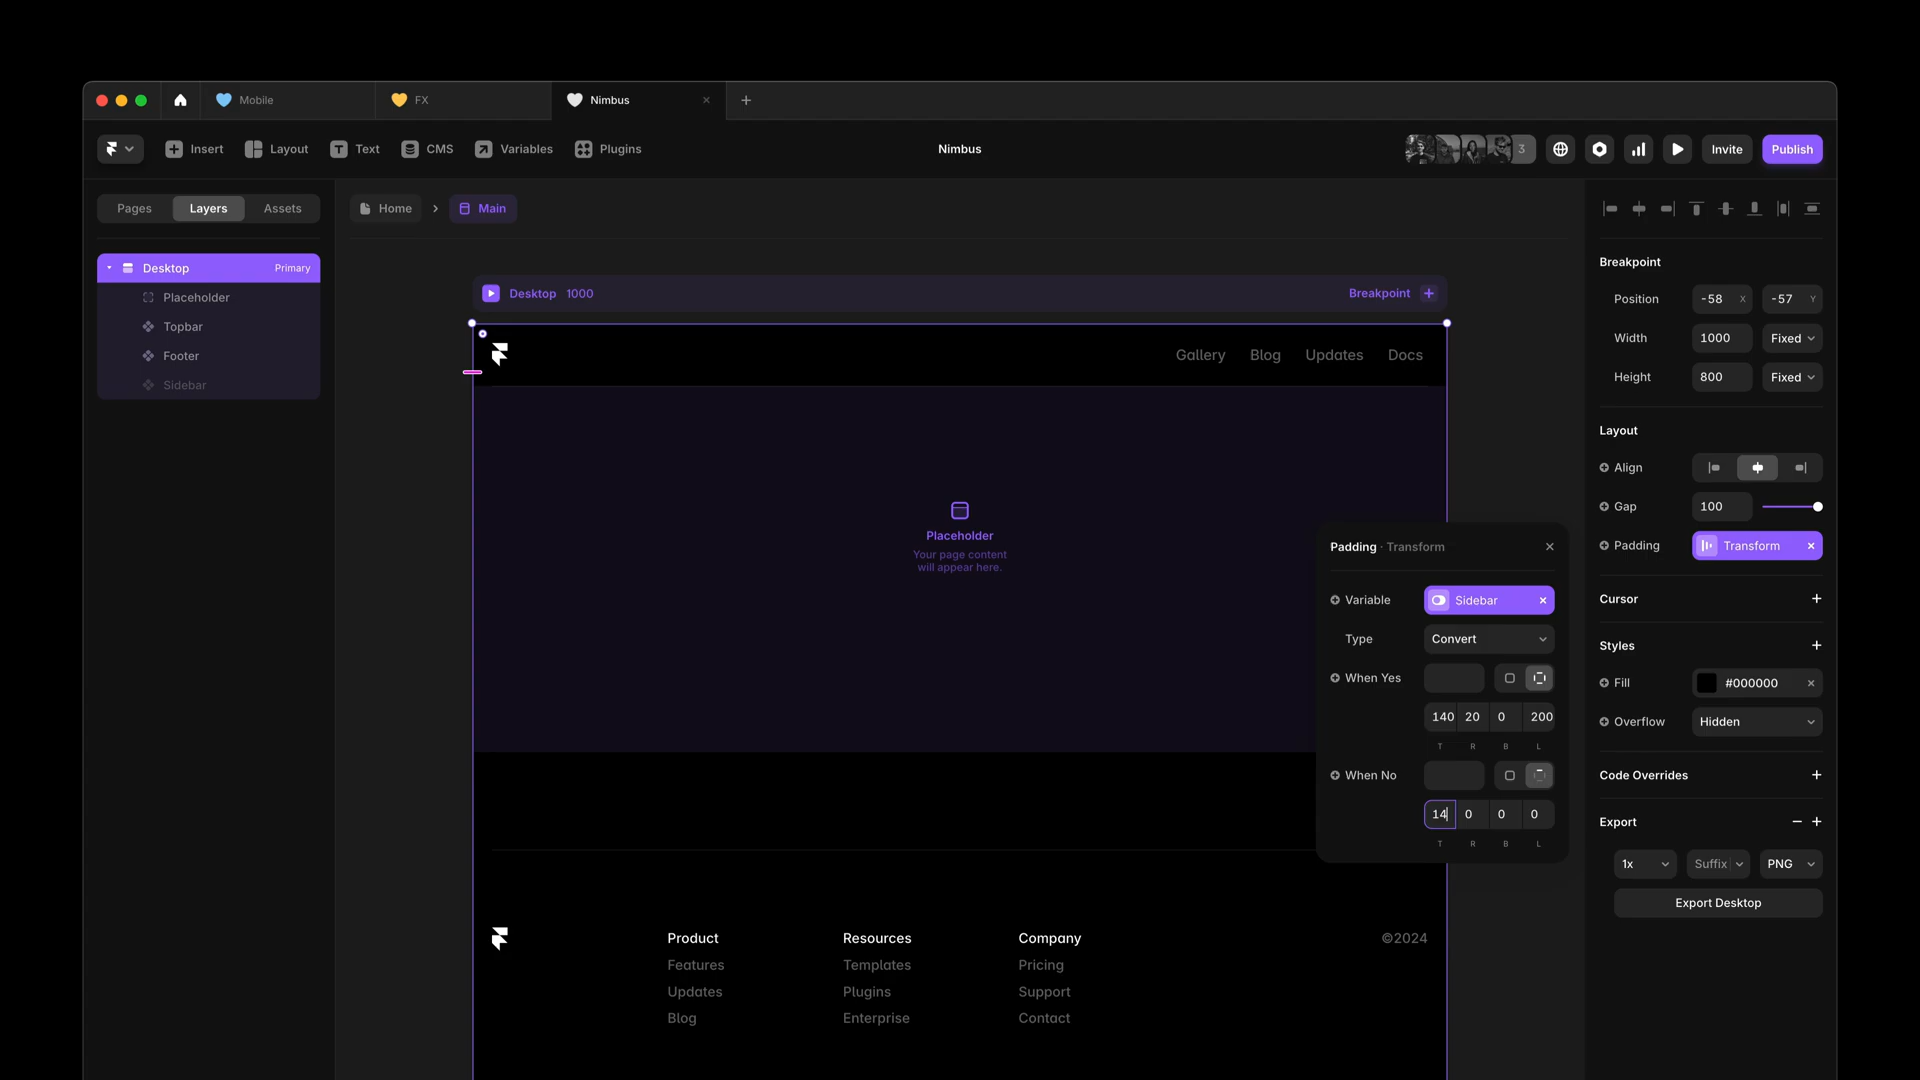 Mobile
FX
Nimbus
Insert
Layout
Text
CMS
Variables
Plugins
Nimbus
3
Invite
Publish
Pages
Layers
Assets
Desktop
Primary
Placeholder
Topbar
Footer
Sidebar
Home
Main
Desktop 1000
Breakpoint
Gallery
Blog
Updates
Docs
Placeholder
Your page content
will appear here.
Product
Features
Updates
Blog
Resources
Templates
Plugins
Enterprise
Company
Pricing
Support
Contact
©2024
Padding · Transform
Variable
Sidebar
Type
Convert
When Yes
140 20 0 200
T R B L
When No
14 0 0 0
T R B L
Breakpoint
Position
-58 X
-57 Y
Width
1000
Fixed
Height
800
Fixed
Layout
Align
Gap
100
Padding
Transform
Cursor
Styles
Fill
#000000
Overflow
Hidden
Code Overrides
Export
1x
Suffix
PNG
Export Desktop